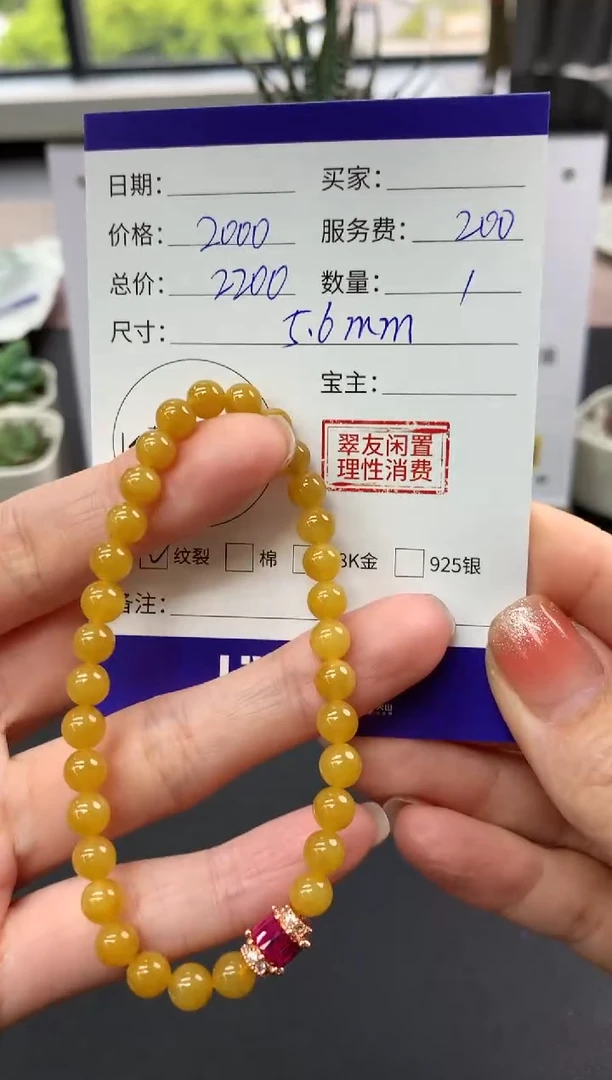 日期：
买家：
价格：2000
服务费：200
总价：2200
数量：1
尺寸：5.6mm
宝主：
翠友闲置
理性消费
纹裂 棉 8K金 925银
备注：